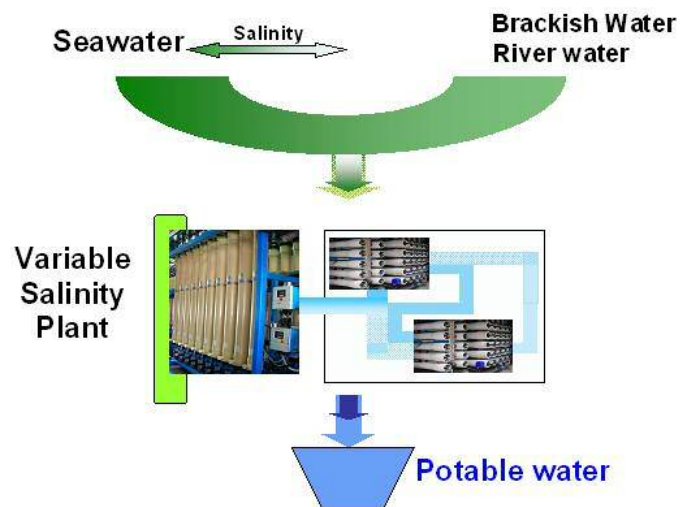 Seawater
Salinity
Brackish Water
River water
Variable
Salinity
Plant
Potable water